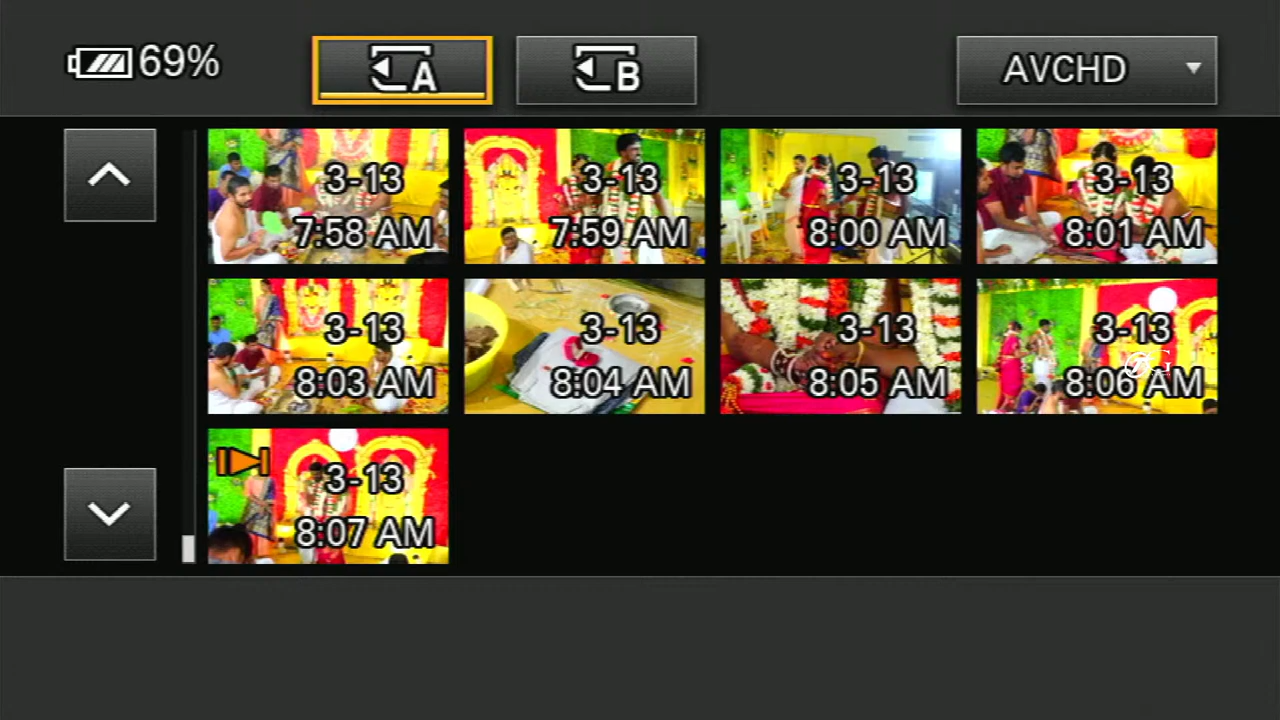 69%
A
B
AVCHD
3-13
7:58 AM
3-13
7:59 AM
3-13
8:00 AM
3-13
8:01 AM
3-13
8:03 AM
3-13
8:04 AM
3-13
8:05 AM
3-13
8:06 AM
3-13
8:07 AM